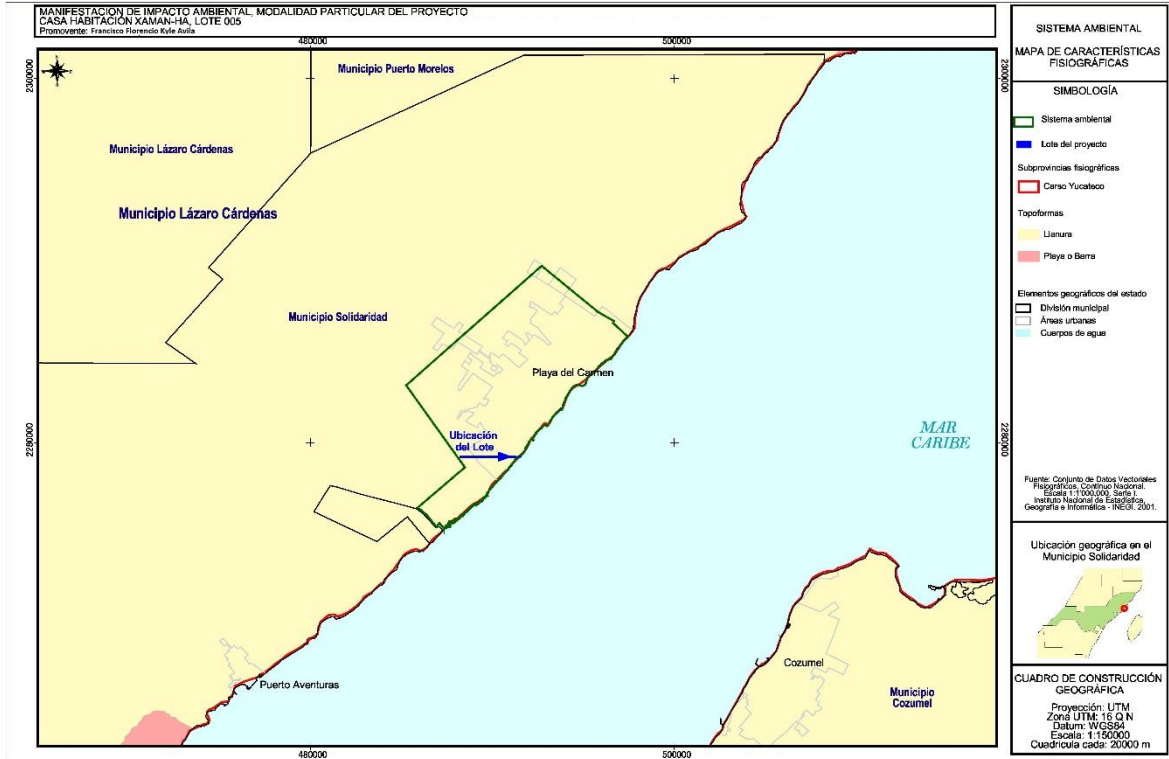 MANIFESTACIÓN DE IMPACTO AMBIENTAL, MODALIDAD PARTICULAR DEL PROYECTO
CASA HABITACIÓN XAMAN-HA, LOTE 005
Promovente: Francisco Florencio Kyle Avila
480000
500000
2300000
2300000
Municipio Puerto Morelos
Municipio Lázaro Cárdenas
Municipio Lázaro Cárdenas
Municipio Solidaridad
Playa del Carmen
Ubicación
del Lote
2280000
2280000
MAR
CARIBE
Puerto Aventuras
Cozumel
Municipio
Cozumel
480000
500000
SISTEMA AMBIENTAL
MAPA DE CARACTERÍSTICAS
FISIOGRÁFICAS
SIMBOLOGÍA
Sistema ambiental
Lote del proyecto
Subprovincias fisiográficas
Carso Yucateco
Topoformas
Llanura
Playa o Barra
Elementos geográficos del estado
División municipal
Áreas urbanas
Cuerpos de agua
Fuente: Conjunto de Datos Vectoriales
Fisiográficos. Continuo Nacional.
Escala 1:1'000,000. Serie I.
Instituto Nacional de Estadística,
Geografía e Informática - INEGI. 2001.
Ubicación geográfica en el
Municipio Solidaridad
CUADRO DE CONSTRUCCIÓN
GEOGRÁFICA
Proyección: UTM
Zona UTM: 16 Q N
Datum: WGS84
Escala: 1:150000
Cuadrícula cada: 20000 m